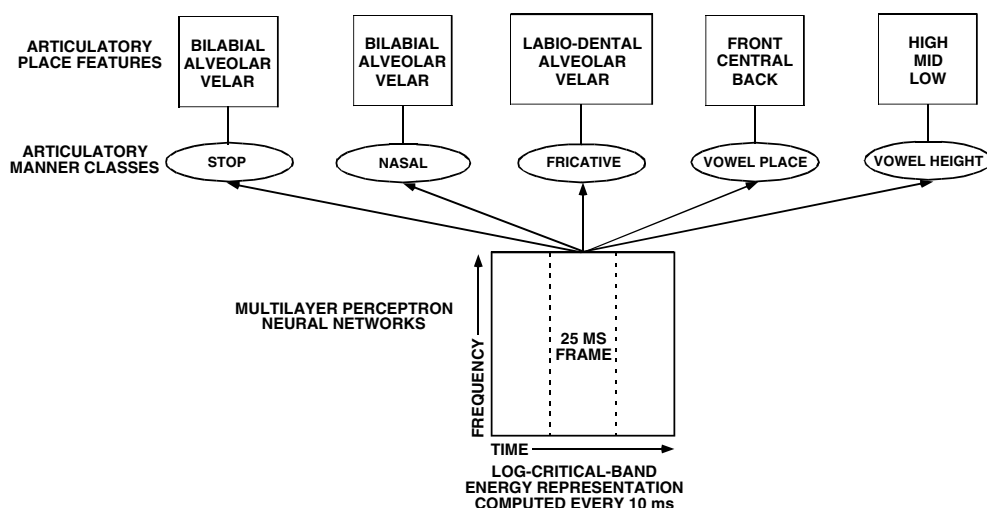 ARTICULATORY
PLACE FEATURES
BILABIAL
ALVEOLAR
VELAR
BILABIAL
ALVEOLAR
VELAR
LABIO-DENTAL
ALVEOLAR
VELAR
FRONT
CENTRAL
BACK
HIGH
MID
LOW
ARTICULATORY
MANNER CLASSES
STOP
NASAL
FRICATIVE
VOWEL PLACE
VOWEL HEIGHT
MULTILAYER PERCEPTRON
NEURAL NETWORKS
FREQUENCY
25 MS
FRAME
TIME
LOG-CRITICAL-BAND
ENERGY REPRESENTATION
COMPUTED EVERY 10 ms